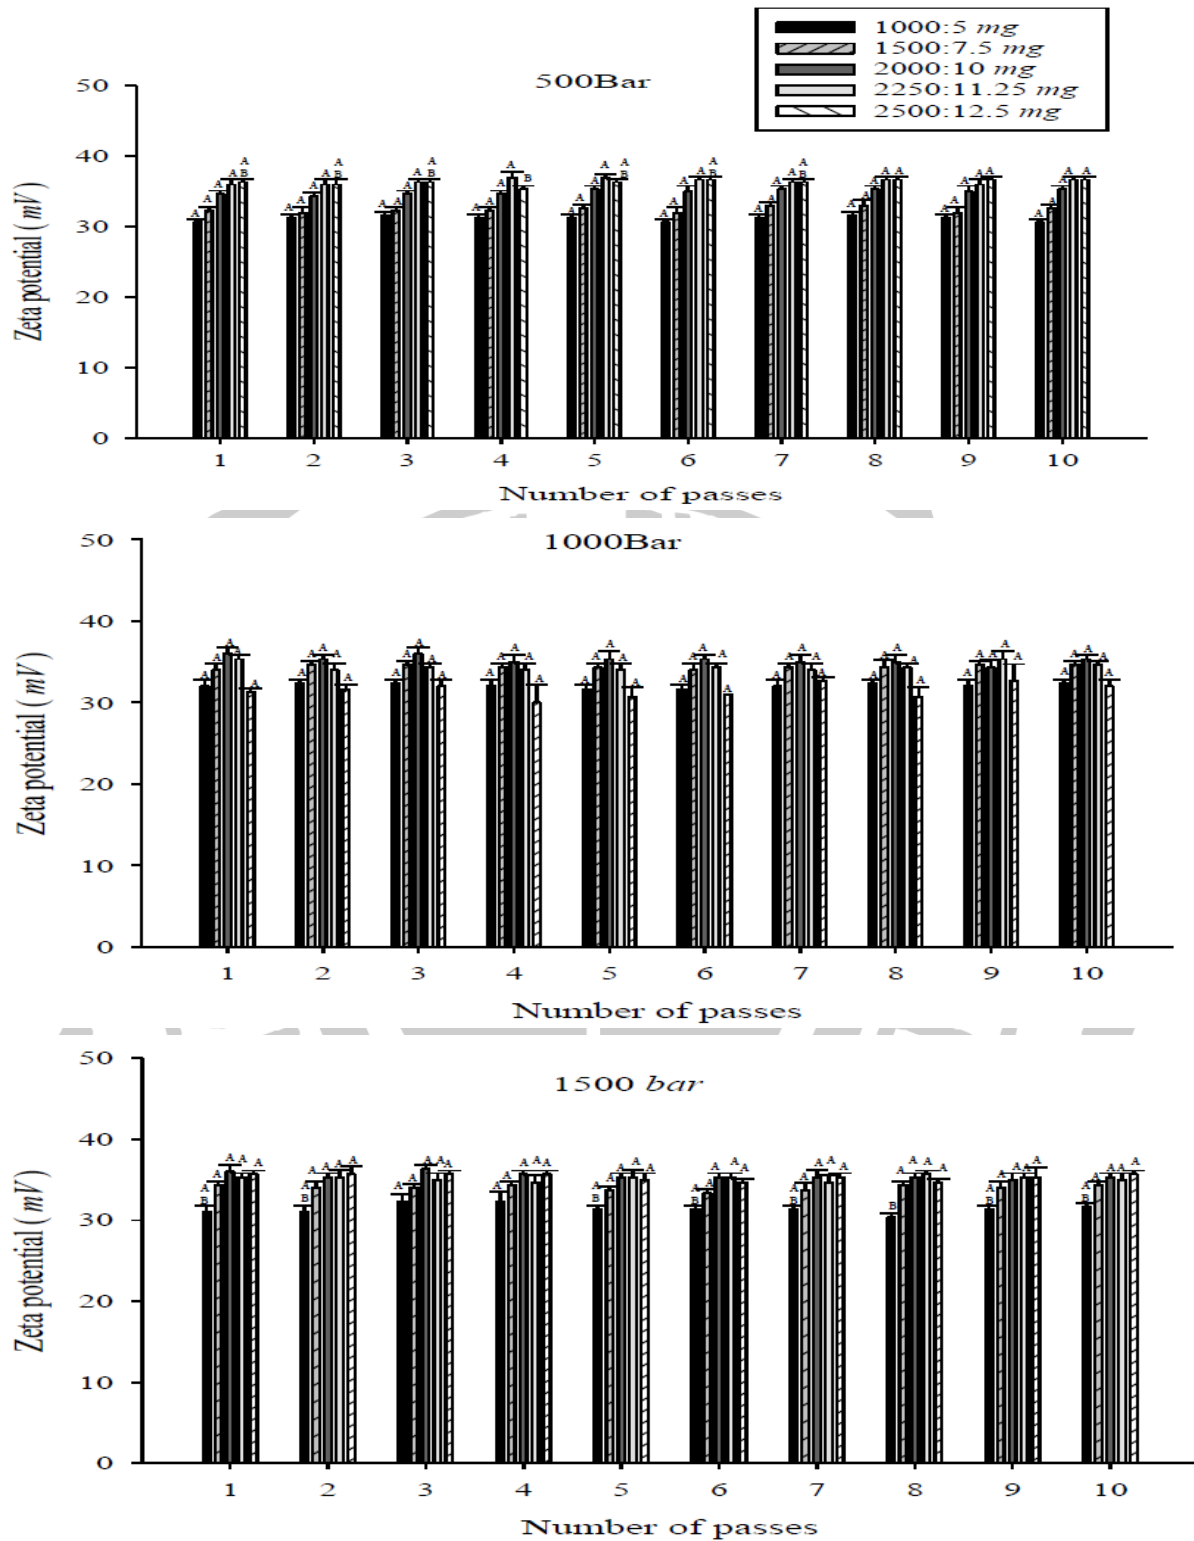 1000:5 mg
1500:7.5 mg
2000:10 mg
2250:11.25 mg
2500:12.5 mg
500Bar
50
40
30
20
10
0
Zeta potential ( mV )
A A A A A B
A A A A A B
A A A A A B
A A A A B
A A A A A B
A A A A A B
A A A A A B
A A A A A
A A A A A
A A A A A
1 2 3 4 5 6 7 8 9 10
Number of passes
1000Bar
50
40
30
20
10
0
Zeta potential ( mV )
A A A A A
A A A A A
A A A A A
A A A A A
A A A A A
A A A A A
A A A A A
A A A A A
A A A A A
A A A A A
1 2 3 4 5 6 7 8 9 10
Number of passes
1500 bar
50
40
30
20
10
0
Zeta potential ( mV )
A B A A A A
A B A A A A
A A A A A
A A A A A
A B A A A A
A B A A A A
A B A A A A
B A A A A
A B A A A A
A B A A A A
1 2 3 4 5 6 7 8 9 10
Number of passes